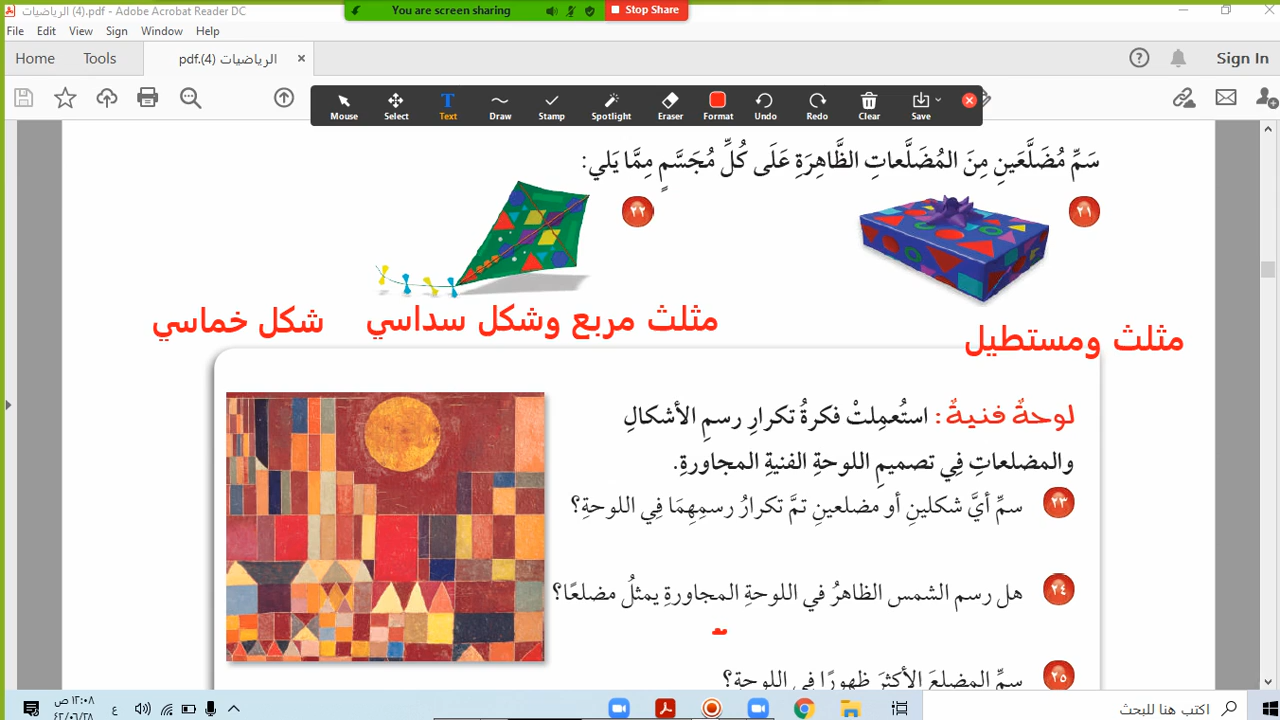 الرياضيات (4).pdf - Adobe Acrobat Reader DC
You are screen sharing
Stop Share
File Edit View Sign Window Help
Home Tools
الرياضيات (4).pdf ×
Sign In
Mouse Select Text Draw Stamp Spotlight Eraser Format Undo Redo Clear Save
سَمِّ مُضَلَّعَينِ مِنَ المُضَلَّعاتِ الظَّاهِرَةِ عَلَى كُلِّ مُجَسَّمٍ مِمَّا يَلي:
٢١
٢٢
مثلث ومستطيل
مثلث مربع وشكل سداسي
شكل خماسي
لوحةٌ فنيةٌ: استُعمِلتْ فكرةُ تكرارِ رسمِ الأشكالِ
والمضلعاتِ فِي تصميمِ اللوحةِ الفنيةِ المجاورةِ.
٢٣ سمِّ أيَّ شكلينِ أو مضلعينِ تمَّ تكرارُ رسمِهِمَا فِي اللوحةِ؟
٢٤ هل رسم الشمس الظاهرُ في اللوحةِ المجاورةِ يمثلُ مضلعًا؟
٢٥ سمِّ المضلعَ الأكثرَ ظهورًا في اللوحةِ؟
اكتب هنا للبحث
ع
١٢:٠٨ ص
٤٢/٠٦/٢٨